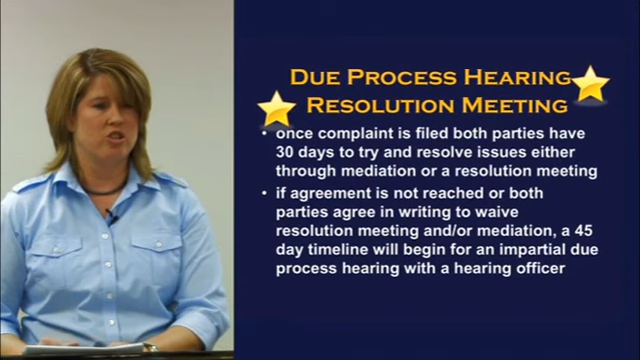 DUE PROCESS HEARING
RESOLUTION MEETING
• once complaint is filed both parties have
30 days to try and resolve issues either
through mediation or a resolution meeting
• if agreement is not reached or both
parties agree in writing to waive
resolution meeting and/or mediation, a 45
day timeline will begin for an impartial due
process hearing with a hearing officer